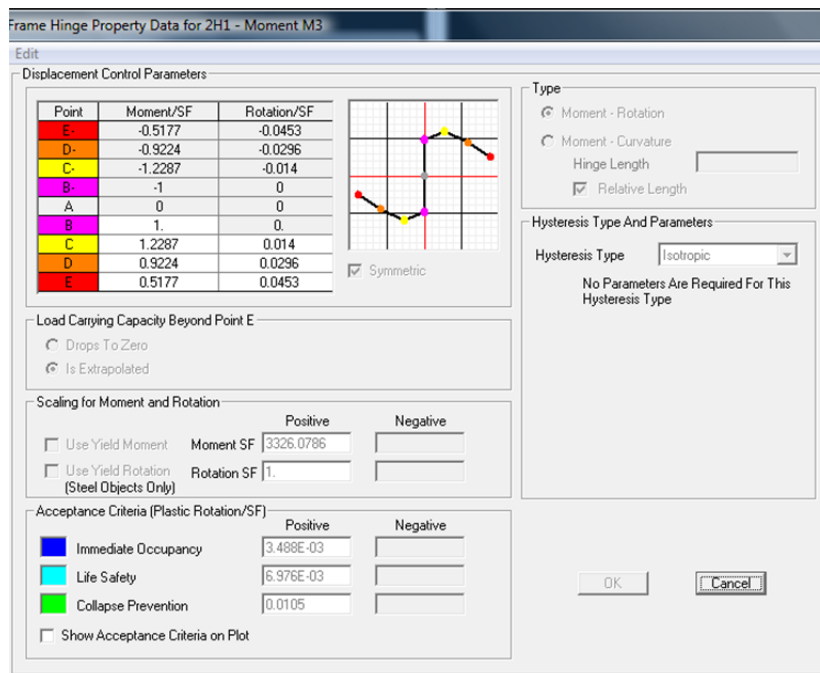 Frame Hinge Property Data for 2H1 - Moment M3
Edit
Displacement Control Parameters
Point Moment/SF Rotation/SF
E- -0.5177 -0.0453
D- -0.9224 -0.0296
C- -1.2287 -0.014
B- -1 0
A 0 0
B 1. 0.
C 1.2287 0.014
D 0.9224 0.0296
E 0.5177 0.0453
Symmetric
Load Carrying Capacity Beyond Point E
Drops To Zero
Is Extrapolated
Scaling for Moment and Rotation
Positive Negative
Use Yield Moment Moment SF 3326.0786
Use Yield Rotation Rotation SF 1.
(Steel Objects Only)
Acceptance Criteria (Plastic Rotation/SF)
Positive Negative
Immediate Occupancy 3.488E-03
Life Safety 6.976E-03
Collapse Prevention 0.0105
Show Acceptance Criteria on Plot
Type
Moment - Rotation
Moment - Curvature
Hinge Length
Relative Length
Hysteresis Type And Parameters
Hysteresis Type Isotropic
No Parameters Are Required For This
Hysteresis Type
OK Cancel